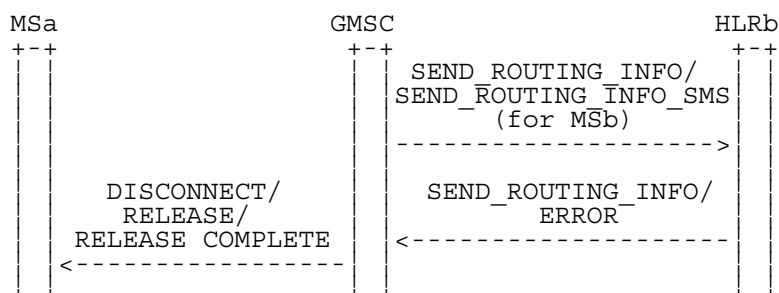 MSa GMSC HLRb
SEND_ROUTING_INFO/
SEND_ROUTING_INFO_SMS
(for MSb)
DISCONNECT/ SEND_ROUTING_INFO/
RELEASE/ ERROR
RELEASE COMPLETE